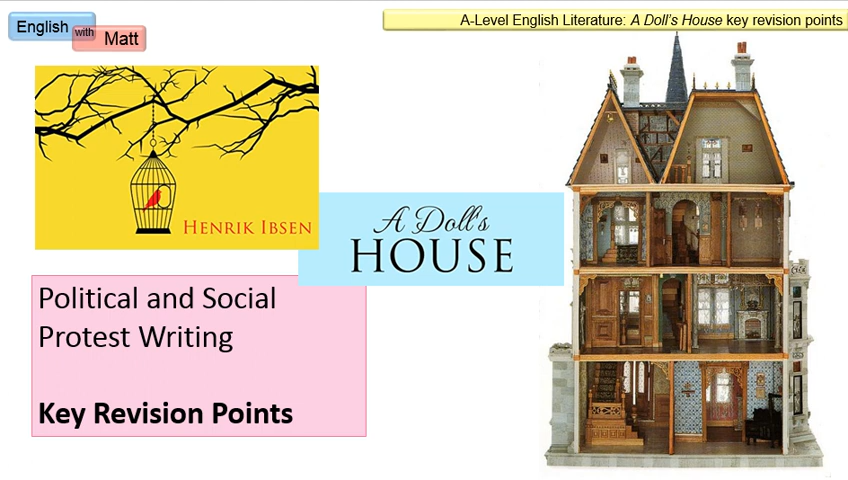 English
with
Matt
A-Level English Literature: A Doll's House key revision points
HENRIK IBSEN
A Doll's
HOUSE
Political and Social
Protest Writing
Key Revision Points